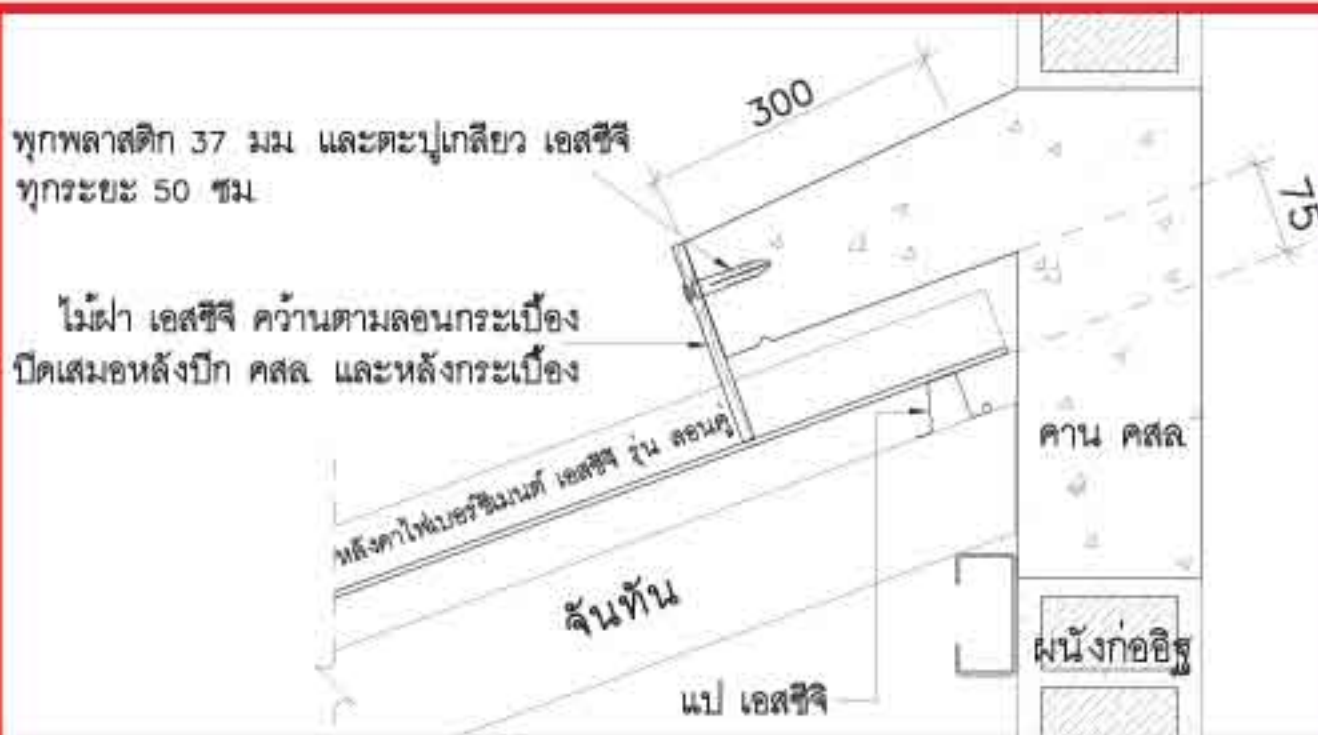 300
พุกพลาสติก 37 มม และตะปูเกลียว เอสซีจี
ทุกระยะ 50 ซม.
75
ไม้ฝา เอสซีจี คว้านตามลอนกระเบื้อง
ปิดเสมอหลังปีก คสล. และหลังกระเบื้อง
คาน คสล.
หลังคาไฟเบอร์ซีเมนต์ เอสซีจี รุ่น ลอนคู่
จันทัน
ผนังก่ออิฐ
แป เอสซีจี